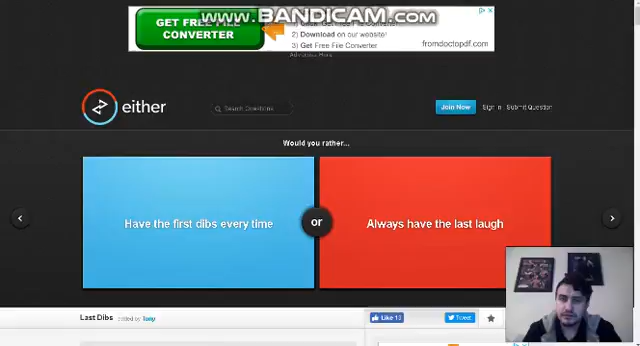 www.BANDICAM.com
GET FREE FILE
CONVERTER
2) Download on our website!
3) Get Free File Converter
fromdoctopdf.com
Advertise Here
either
Search Questions
Join Now
Sign in
Submit Question
Would you rather...
Have the first dibs every time
or
Always have the last laugh
Last Dibs
Like 13
Tweet